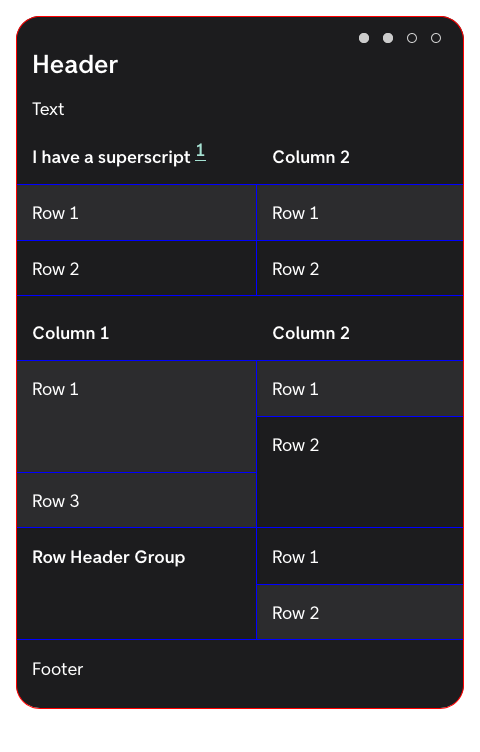 Header
Text
I have a superscript 1 Column 2
Row 1 Row 1
Row 2 Row 2
Column 1 Column 2
Row 1 Row 1
Row 2
Row 3
Row Header Group Row 1
Row 2
Footer